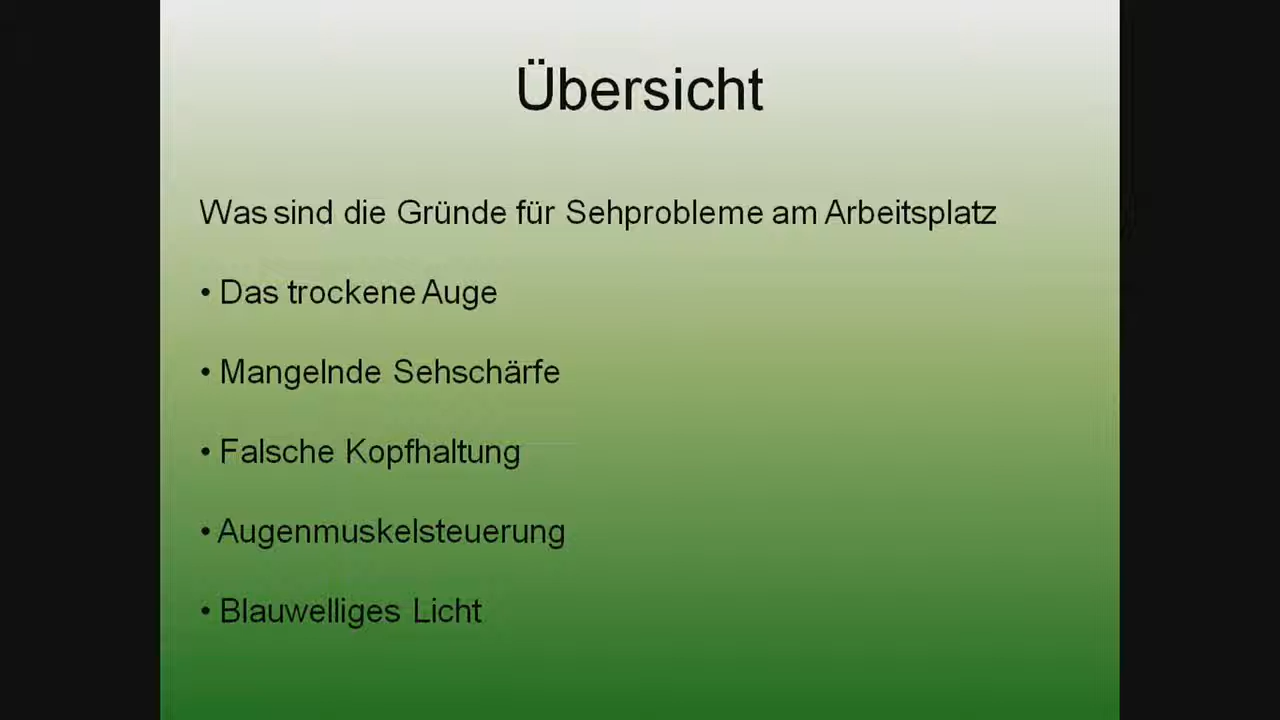 Übersicht
Was sind die Gründe für Sehprobleme am Arbeitsplatz
• Das trockene Auge
• Mangelnde Sehschärfe
• Falsche Kopfhaltung
• Augenmuskelsteuerung
• Blauwelliges Licht